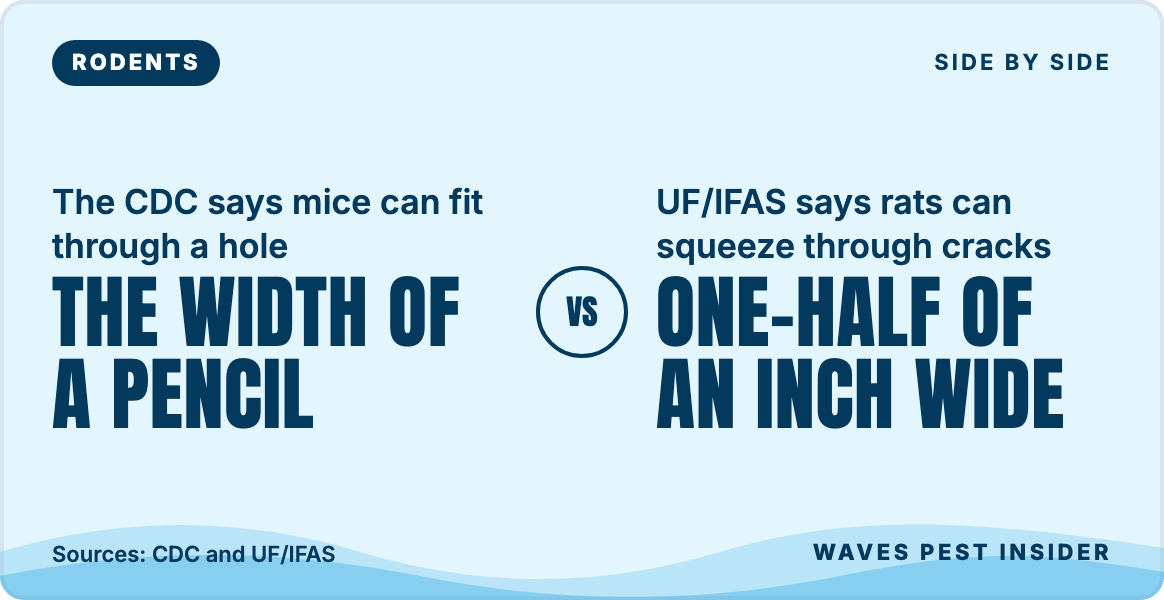 RODENTS
SIDE BY SIDE
The CDC says mice can fit
through a hole
THE WIDTH OF
A PENCIL
VS
UF/IFAS says rats can
squeeze through cracks
ONE-HALF OF
AN INCH WIDE
Sources: CDC and UF/IFAS
WAVES PEST INSIDER